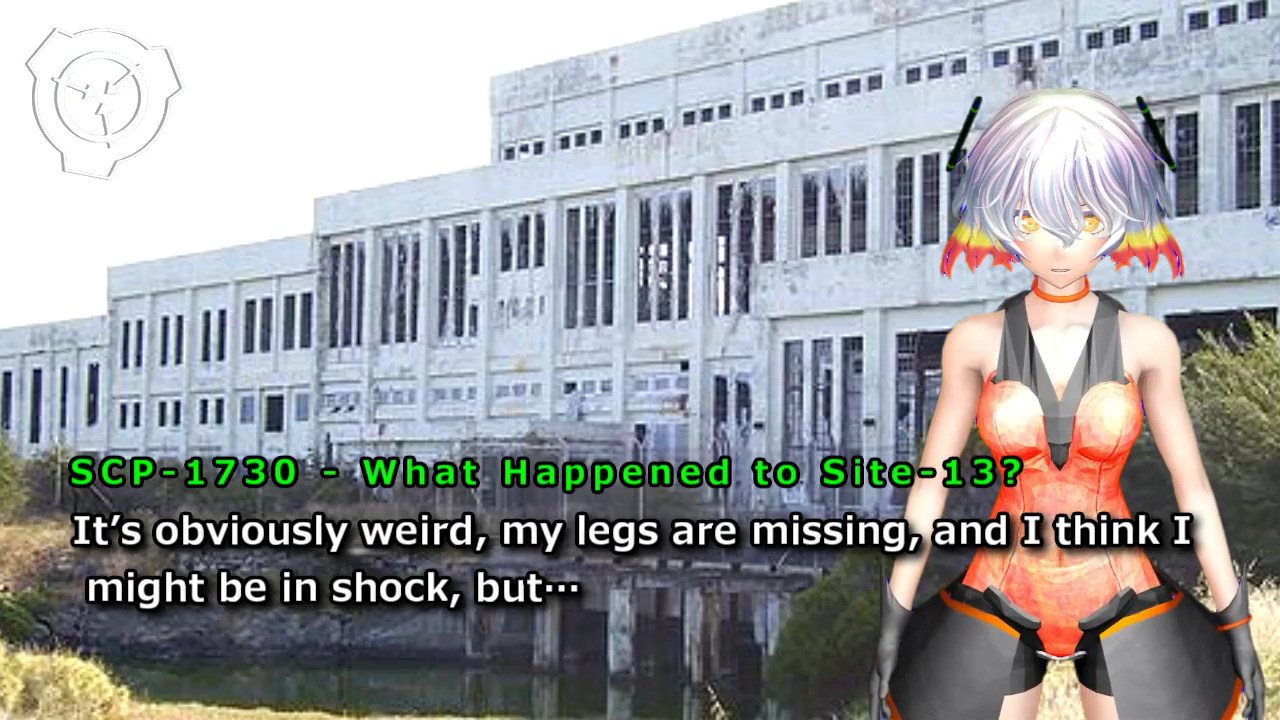 SCP-1730 - What Happened to Site-13?
It’s obviously weird, my legs are missing, and I think I
might be in shock, but…